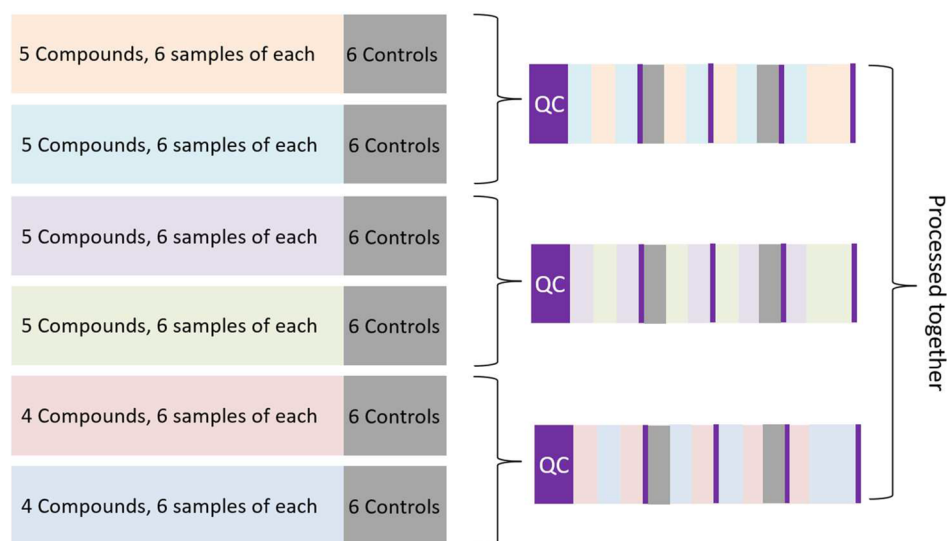 5 Compounds, 6 samples of each 6 Controls
QC
5 Compounds, 6 samples of each 6 Controls
5 Compounds, 6 samples of each 6 Controls
QC
5 Compounds, 6 samples of each 6 Controls
4 Compounds, 6 samples of each 6 Controls
QC
4 Compounds, 6 samples of each 6 Controls
Processed together